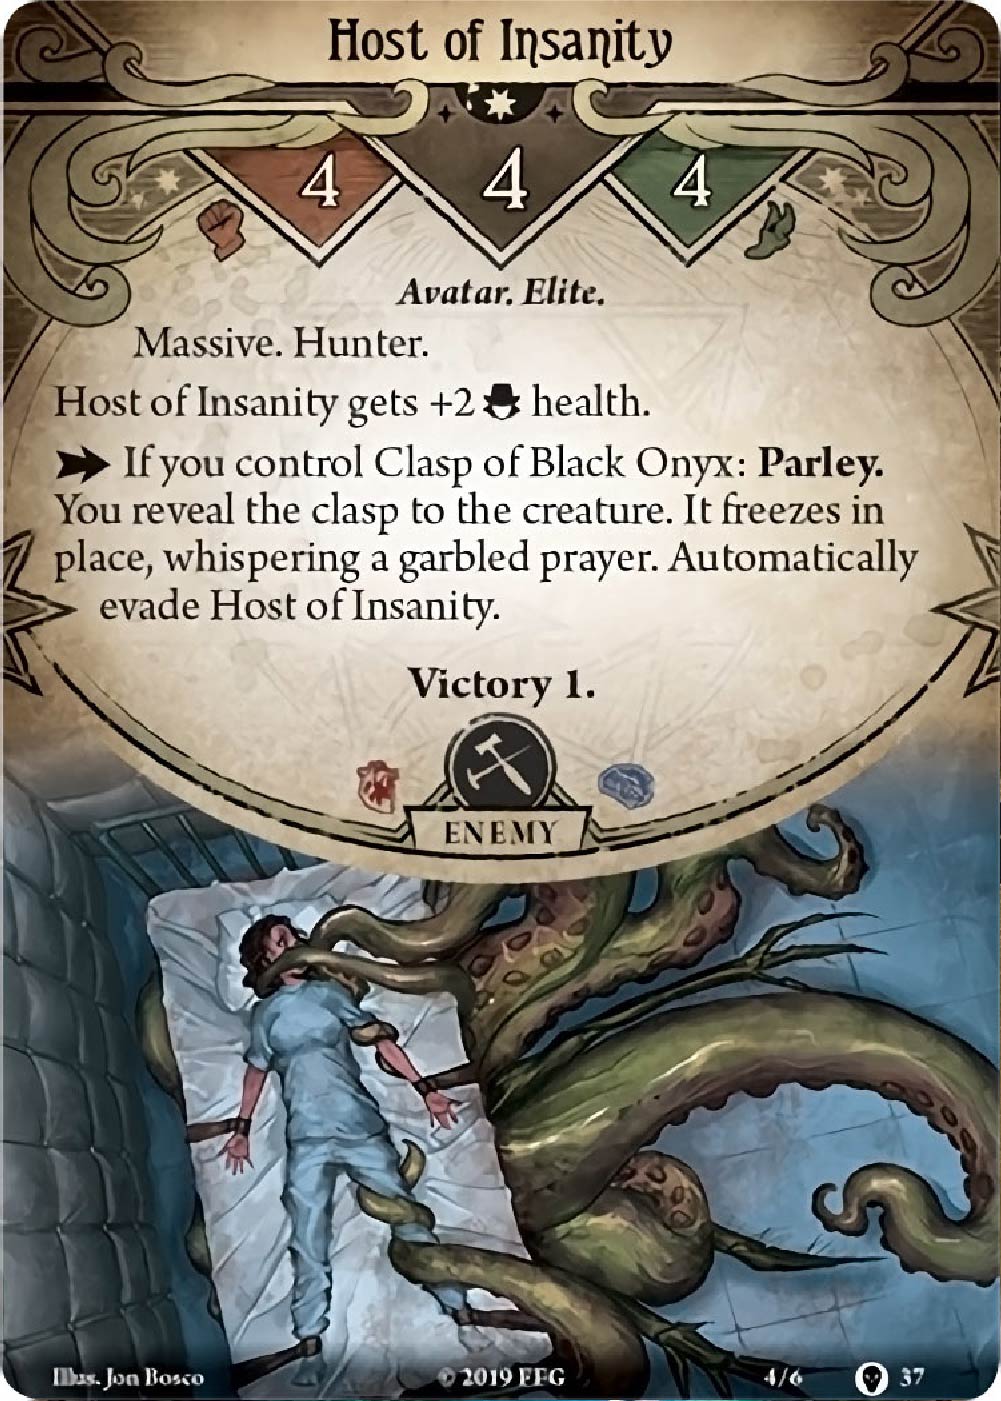 Host of Insanity
4 4 4
Avatar. Elite.
Massive. Hunter.
Host of Insanity gets +2 health.
If you control Clasp of Black Onyx: Parley.
You reveal the clasp to the creature. It freezes in
place, whispering a garbled prayer. Automatically
evade Host of Insanity.
Victory 1.
ENEMY
Illus. Jon Bosco © 2019 FFG 4/6 37